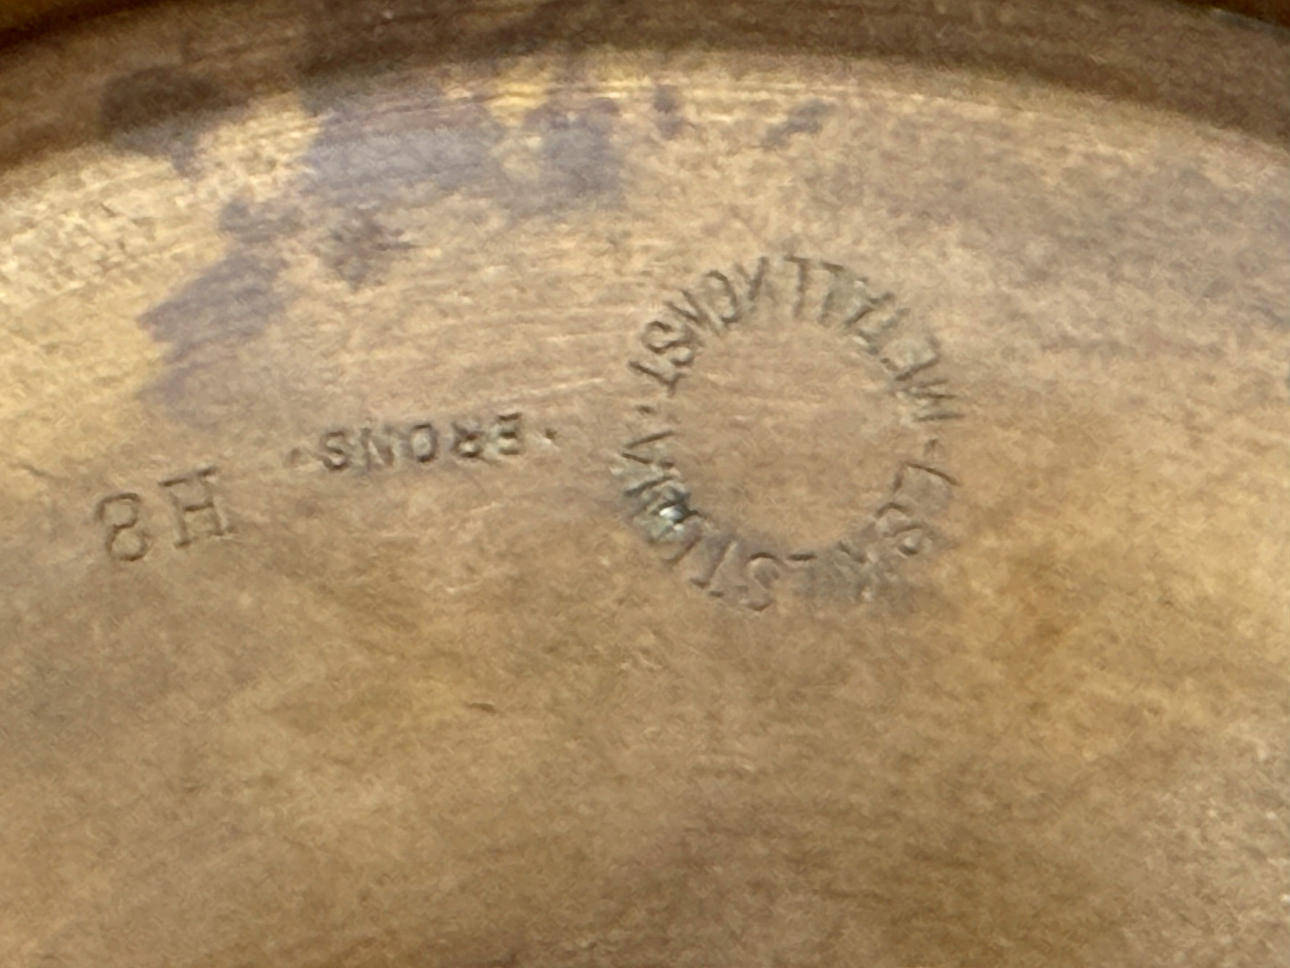 METALLKONST · ESKILSTUNA ·
· BRONS ·
H8